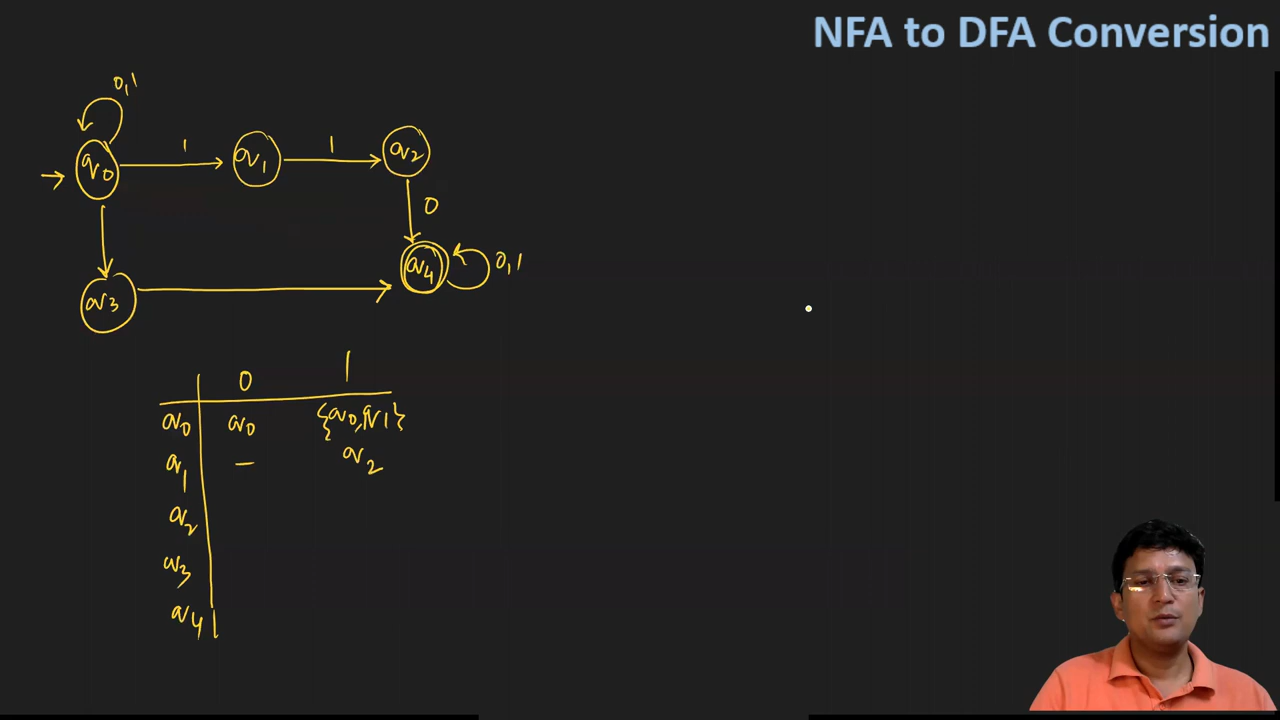 NFA to DFA Conversion
0,1
q0 1 q1 1 q2
0
q3 q4 0,1
0 1
q0 q0 {q0,q1}
q1 – q2
q2
q3
q4